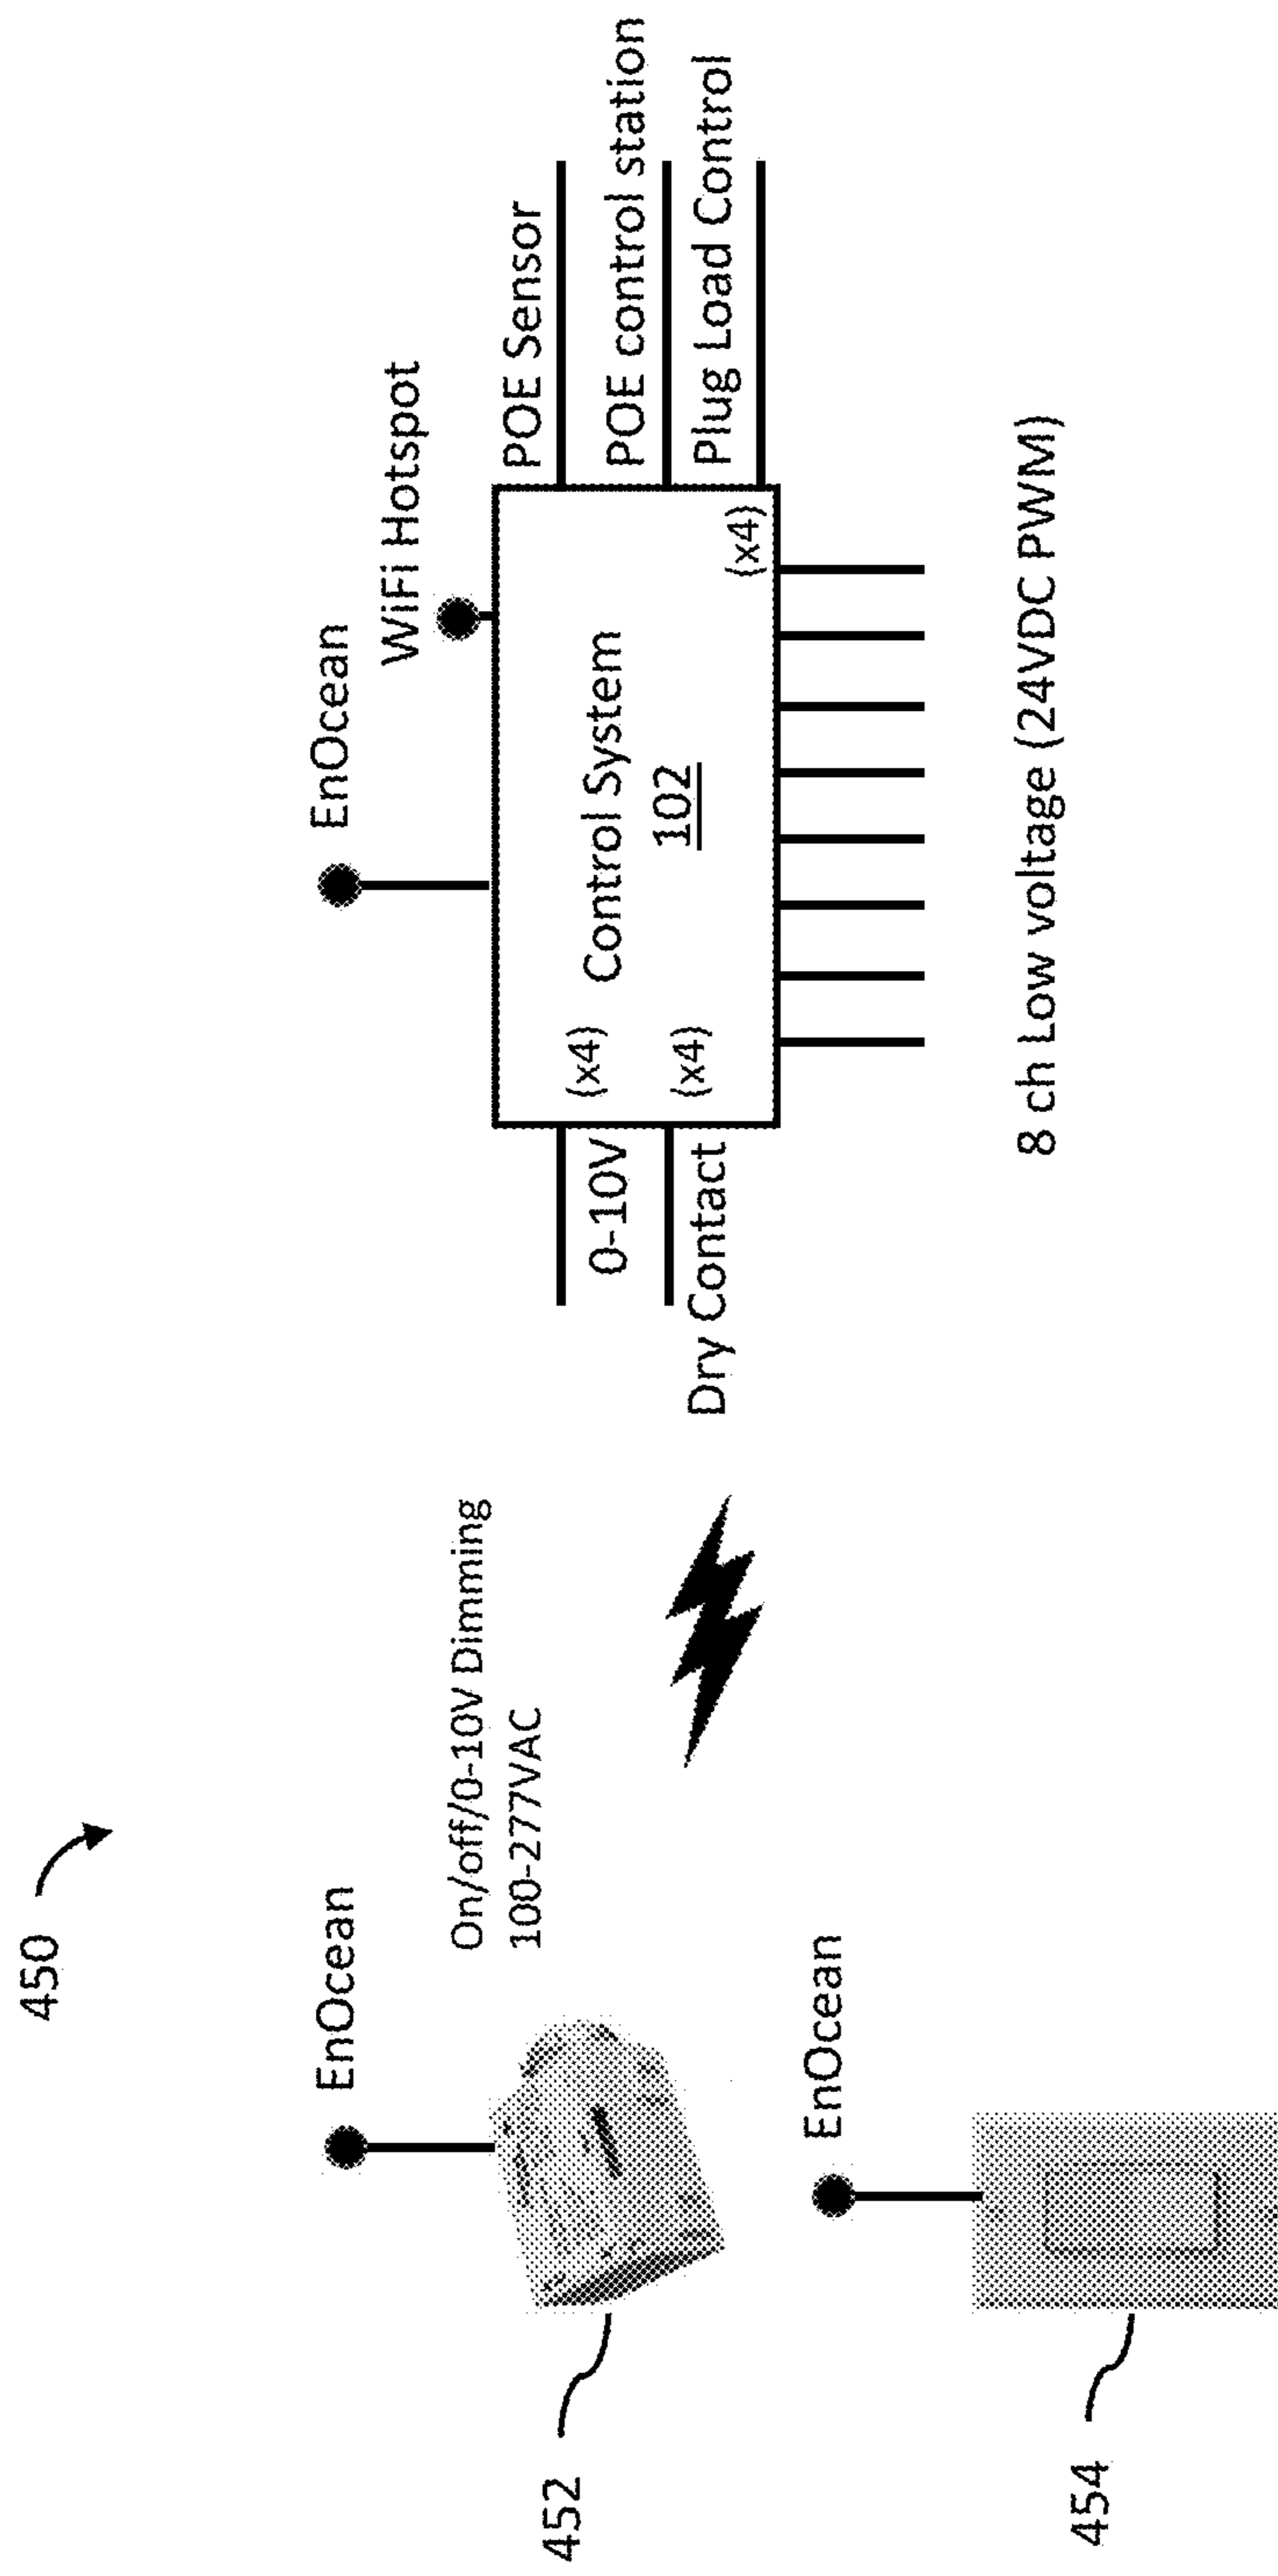 450
EnOcean
On/off/0-10V Dimming
100-277VAC
452
EnOcean
454
EnOcean
WiFi Hotspot
0-10V
(x4)
Dry Contact
(x4)
Control System
102
POE Sensor
POE control station
Plug Load Control
(x4)
8 ch Low voltage (24VDC PWM)